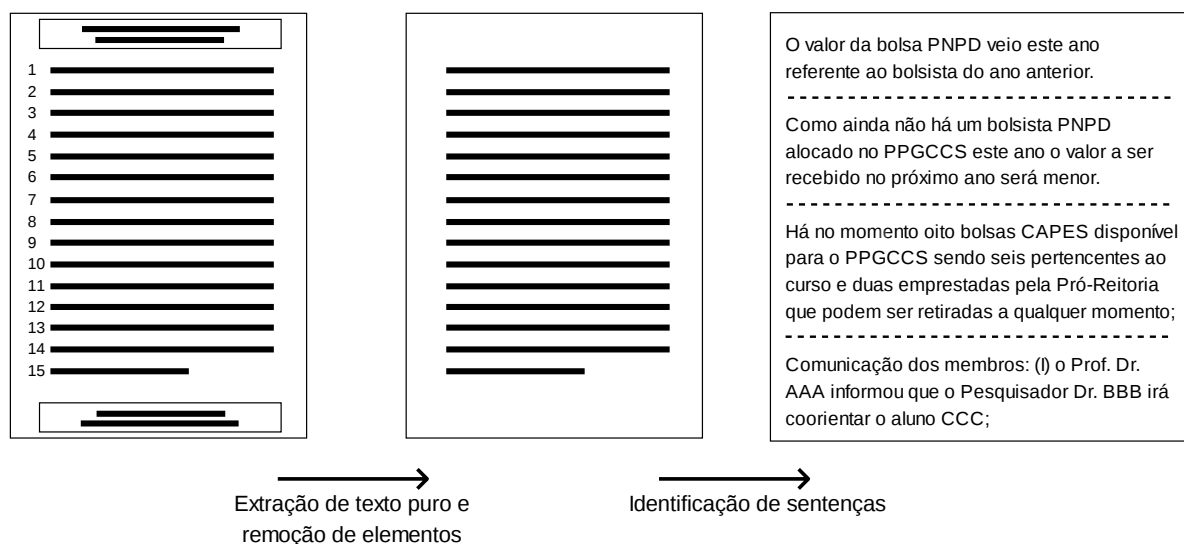 1
2
3
4
5
6
7
8
9
10
11
12
13
14
15
O valor da bolsa PNPD veio este ano
referente ao bolsista do ano anterior.
Como ainda não há um bolsista PNPD
alocado no PPGCCS este ano o valor a ser
recebido no próximo ano será menor.
Há no momento oito bolsas CAPES disponível
para o PPGCCS sendo seis pertencentes ao
curso e duas emprestadas pela Pró-Reitoria
que podem ser retiradas a qualquer momento;
Comunicação dos membros: (I) o Prof. Dr.
AAA informou que o Pesquisador Dr. BBB irá
coorientar o aluno CCC;
Extração de texto puro e
remoção de elementos
Identificação de sentenças